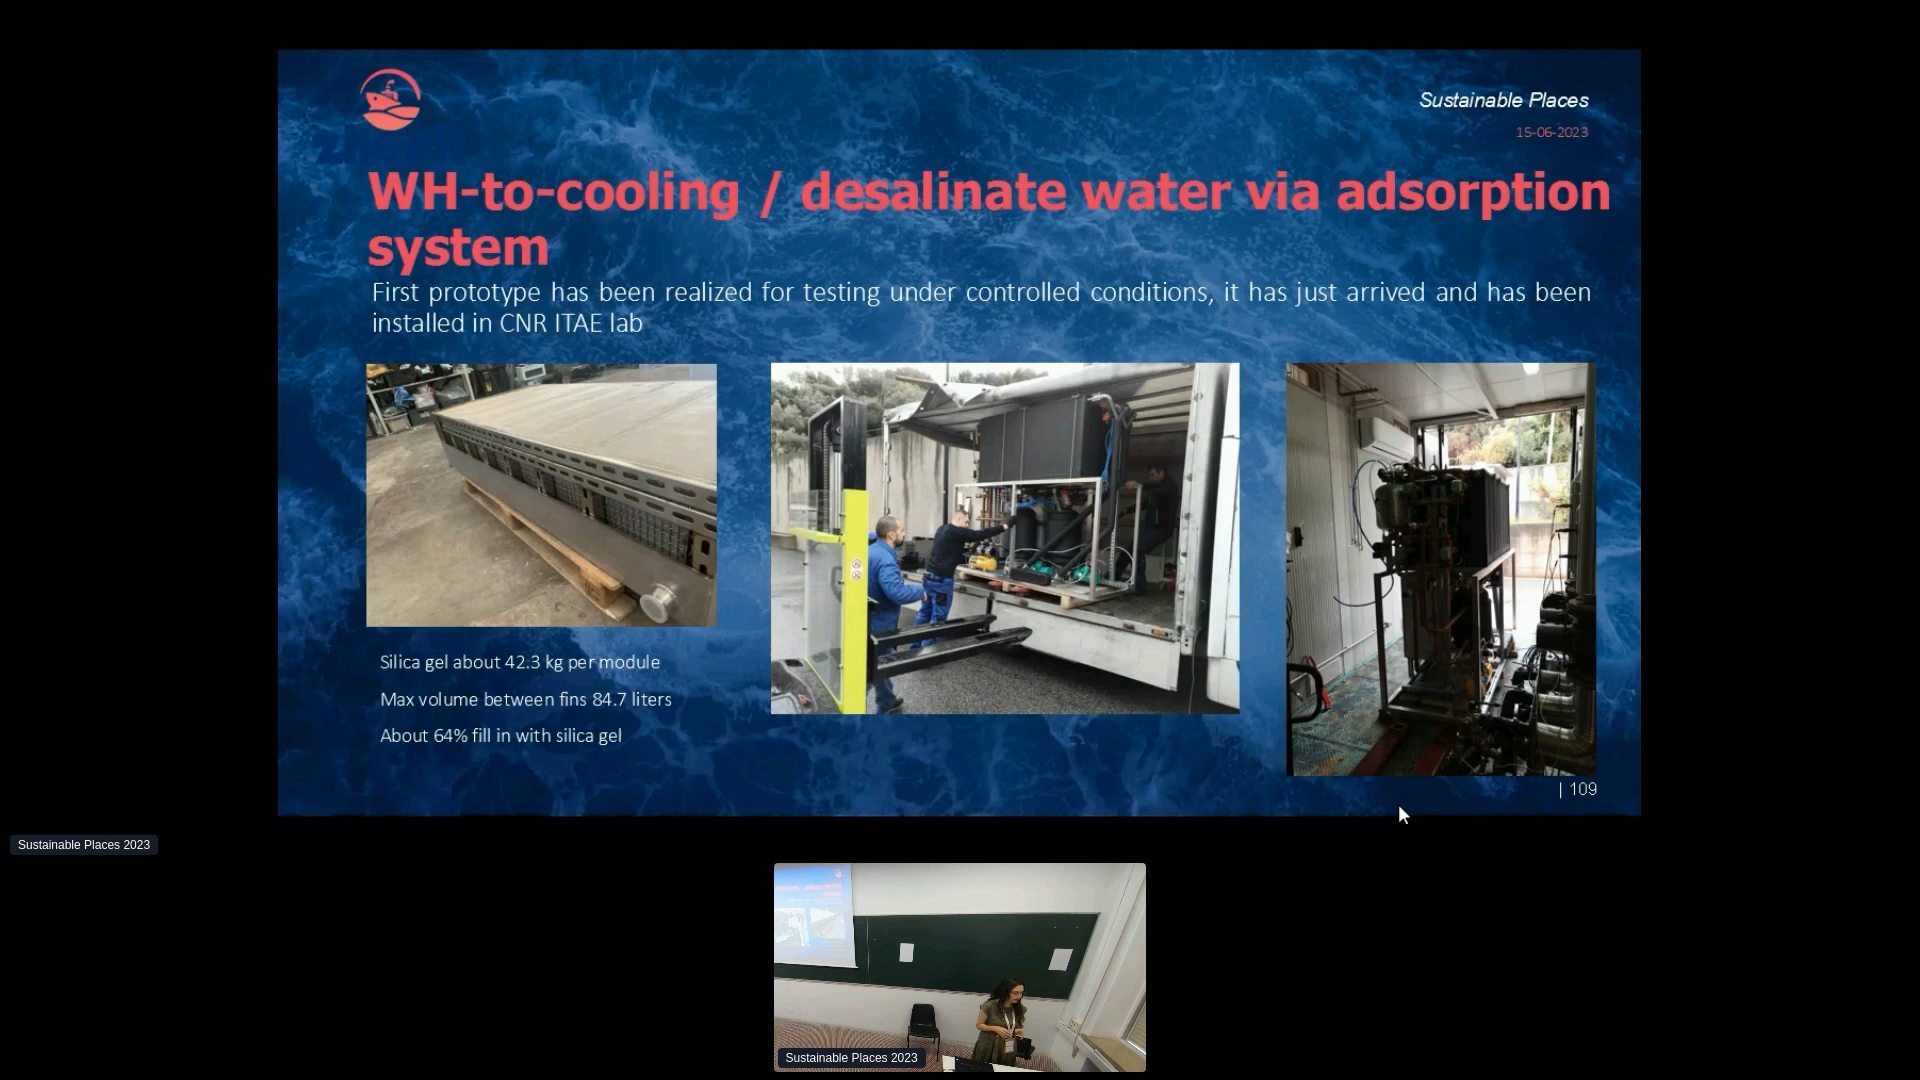 Sustainable Places
15-06-2023
WH-to-cooling / desalinate water via adsorption
system
First prototype has been realized for testing under controlled conditions, it has just arrived and has been
installed in CNR ITAE lab
Silica gel about 42.3 kg per module
Max volume between fins 84.7 liters
About 64% fill in with silica gel
| 109
Sustainable Places 2023
Sustainable Places 2023